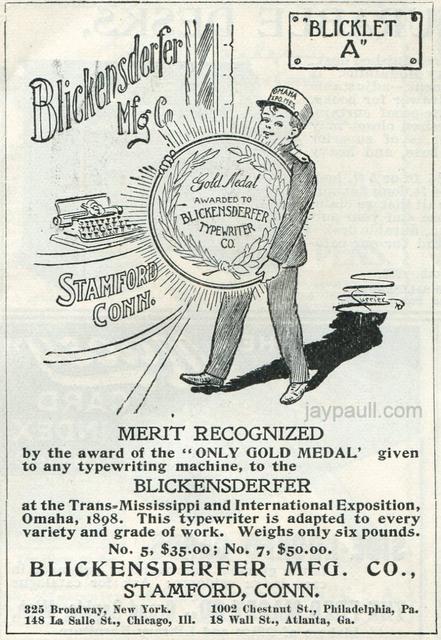 "BLICKLET
A"
Blickensderfer
Mfg Co
OMAHA
Gold Medal
AWARDED TO
BLICKENSDERFER
TYPEWRITER
CO.
STAMFORD
CONN.
Currier
jaypaull.com
MERIT RECOGNIZED
by the award of the "ONLY GOLD MEDAL' given
to any typewriting machine, to the
BLICKENSDERFER
at the Trans-Mississippi and International Exposition,
Omaha, 1898. This typewriter is adapted to every
variety and grade of work. Weighs only six pounds.
No. 5, $35.00; No. 7, $50.00.
BLICKENSDERFER MFG. CO.,
STAMFORD, CONN.
325 Broadway, New York. 1002 Chestnut St., Philadelphia, Pa.
148 La Salle St., Chicago, Ill. 18 Wall St., Atlanta, Ga.